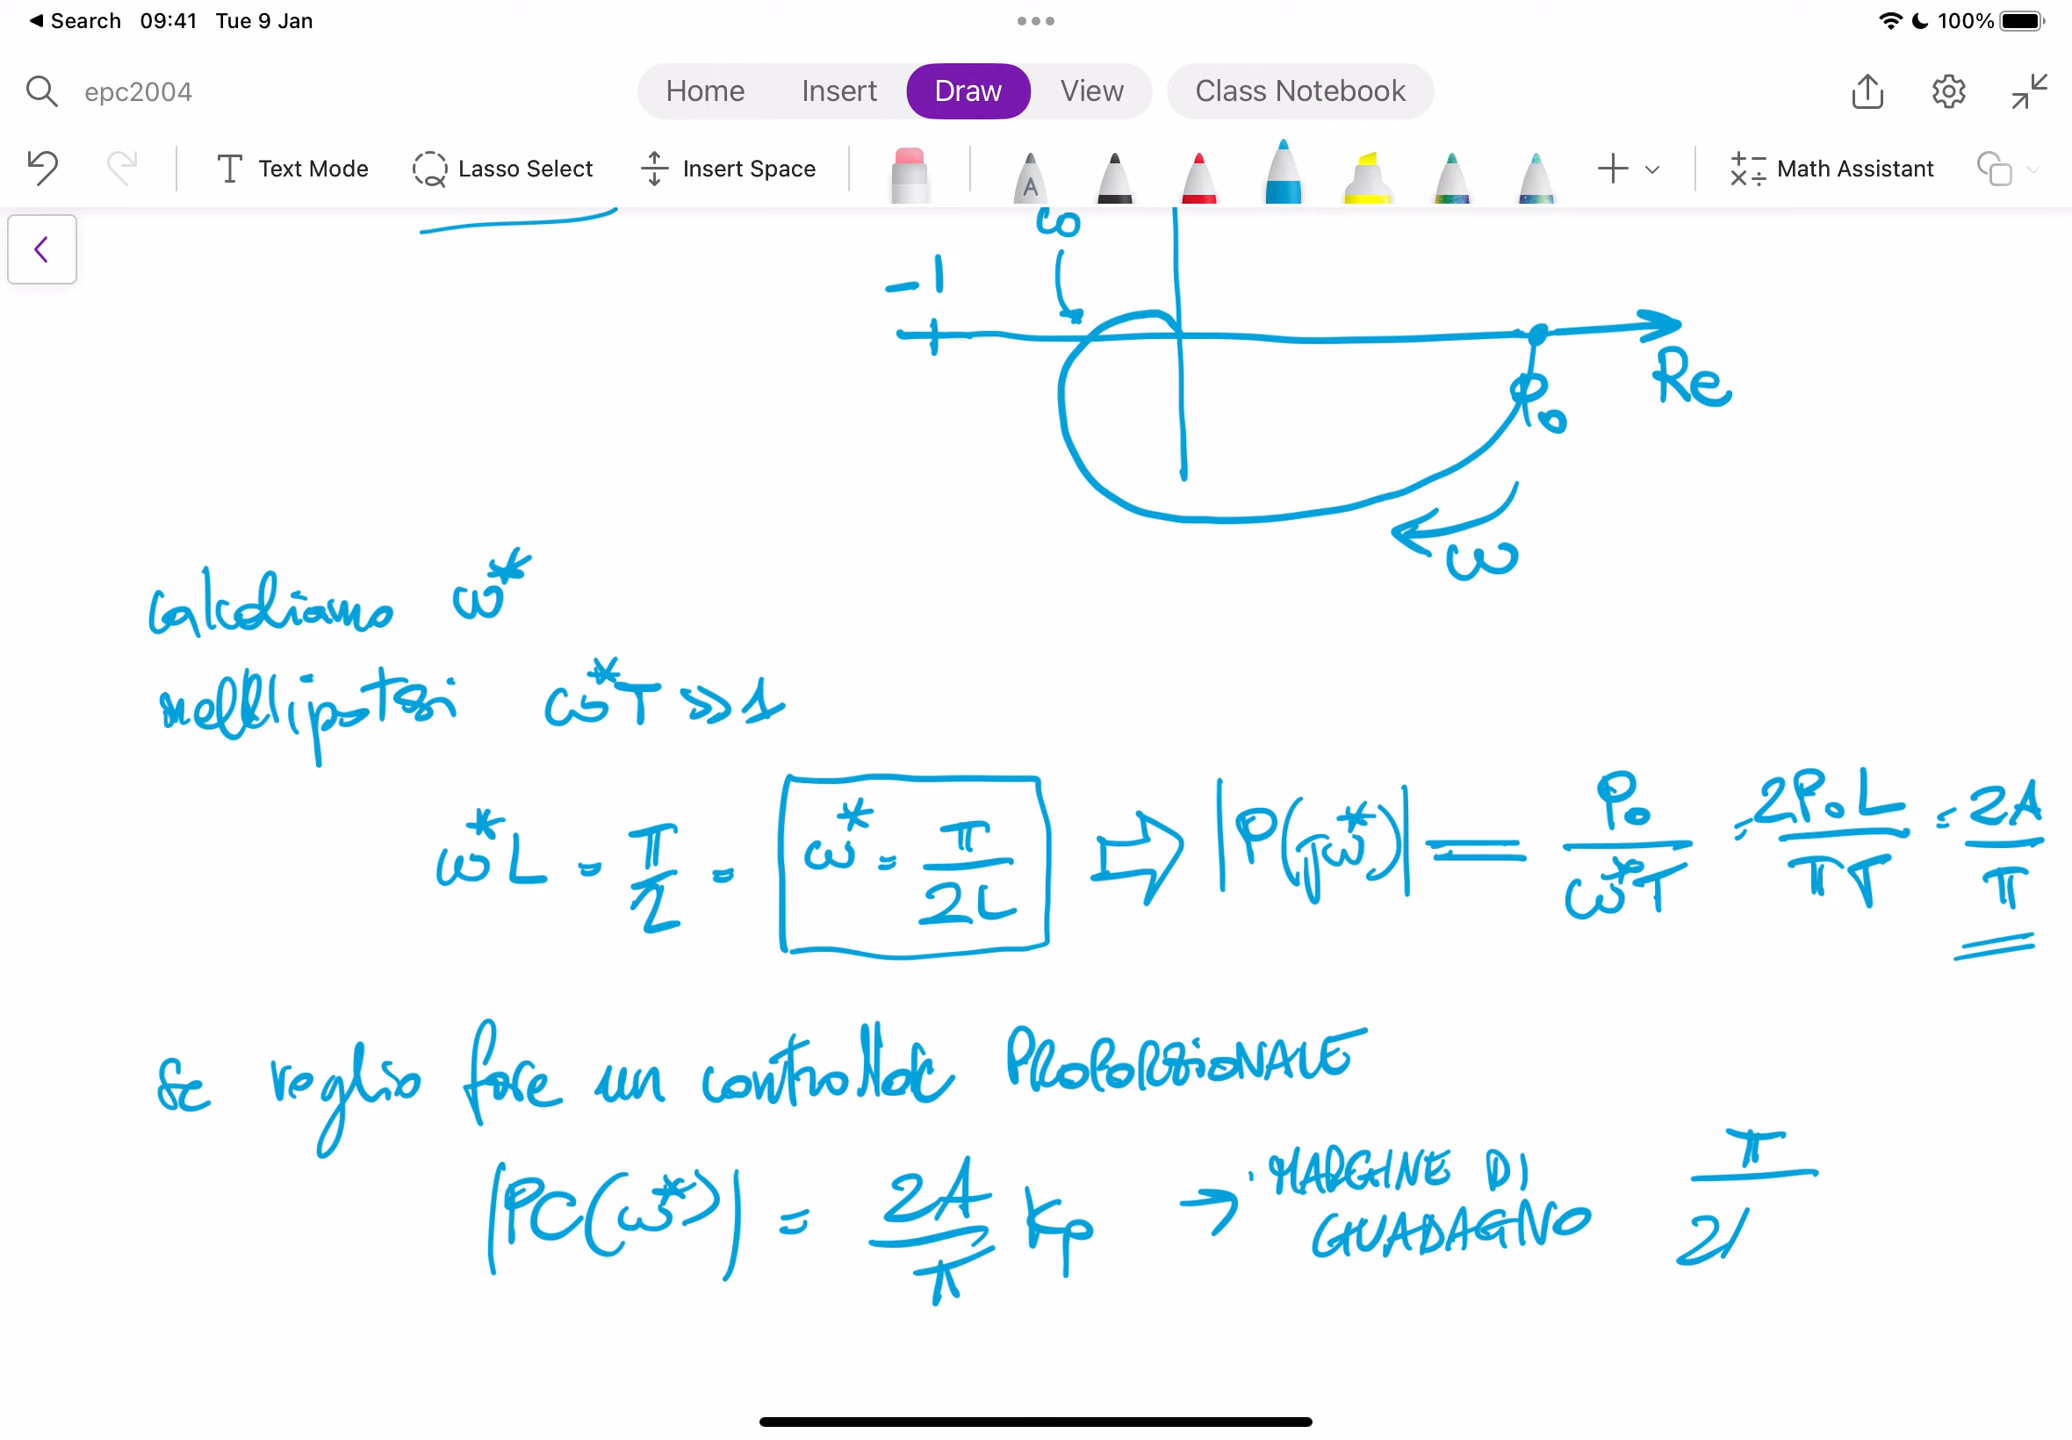 Search 09:41 Tue 9 Jan 100%
epc2004 Home Insert Draw View Class Notebook
Text Mode Lasso Select Insert Space A Math Assistant
ω
-1
Re
P₀
ω
calcoliamo ω*
nell'ipotesi ω*T >> 1
ω*L = π/2 = ω* = π/2L ⇒ |P(jω*)| = P₀/ω*T = 2P₀L/πT = 2A/π
se voglio fare un controllo PROPORZIONALE
|PC(ω*)| = 2A/π Kp → MARGINE DI GUADAGNO π/2